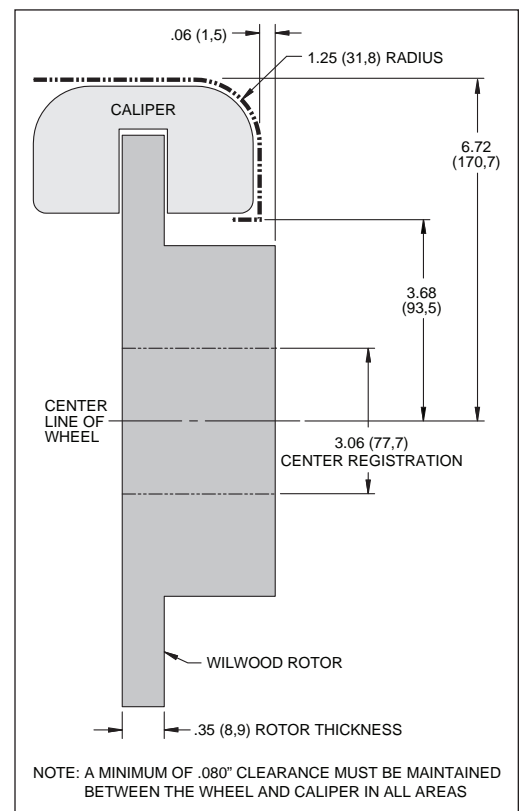 .06 (1,5)
1.25 (31,8) RADIUS
CALIPER
6.72
(170,7)
3.68
(93,5)
CENTER
LINE OF
WHEEL
3.06 (77,7)
CENTER REGISTRATION
WILWOOD ROTOR
.35 (8,9) ROTOR THICKNESS
NOTE: A MINIMUM OF .080" CLEARANCE MUST BE MAINTAINED
BETWEEN THE WHEEL AND CALIPER IN ALL AREAS